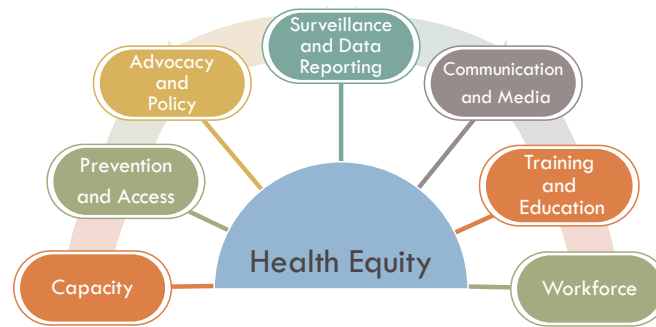 Surveillance
and Data
Reporting
Advocacy
and
Policy
Communication
and Media
Prevention
and Access
Training
and
Education
Health Equity
Capacity
Workforce